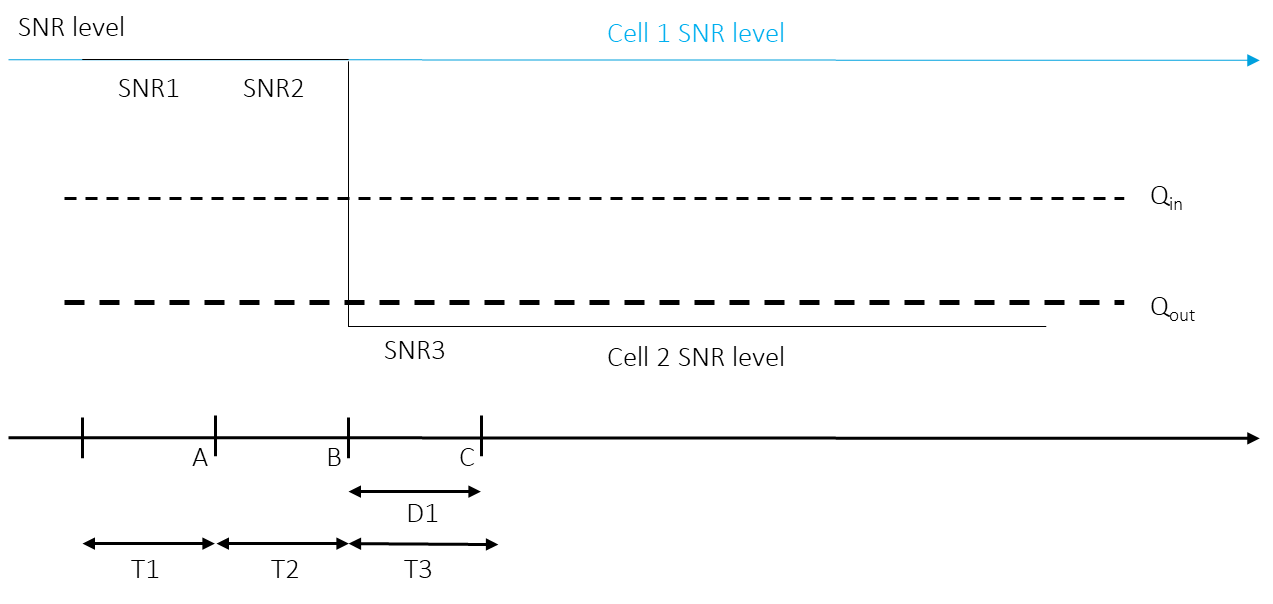 SNR level
Cell 1 SNR level
SNR1
SNR2
Qin
Qout
SNR3
Cell 2 SNR level
A
B
C
D1
T1
T2
T3